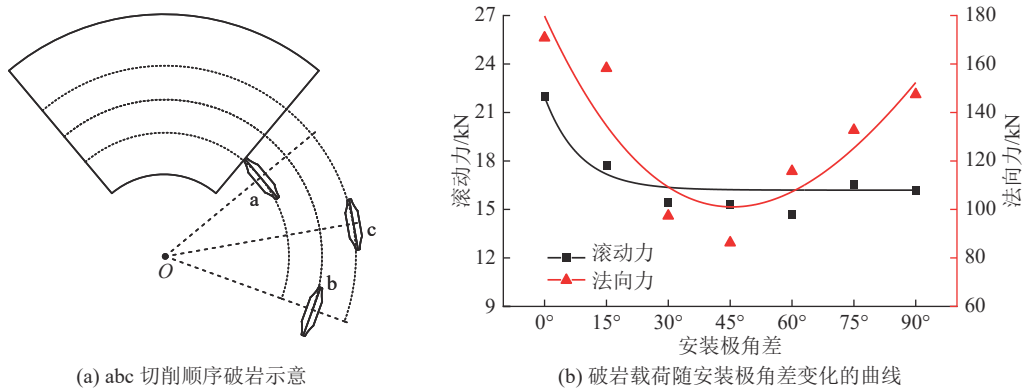 a
b
c
O
(a) abc 切削顺序破岩示意
27
24
21
18
15
12
9
滚动力/kN
180
160
140
120
100
80
60
法向力/kN
滚动力
法向力
0° 15° 30° 45° 60° 75° 90°
安装极角差
(b) 破岩载荷随安装极角差变化的曲线